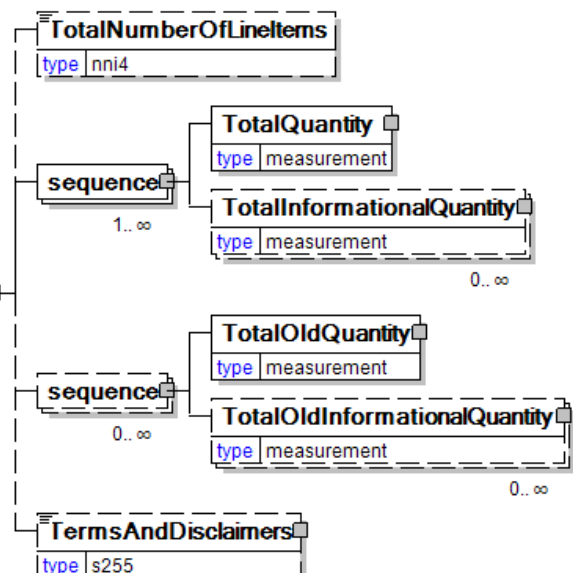 TotalNumberOfLineItems
type nni4
TotalQuantity
type measurement
sequence
1.. ∞
TotalInformationalQuantity
type measurement
0.. ∞
TotalOldQuantity
type measurement
sequence
0.. ∞
TotalOldInformationalQuantity
type measurement
0.. ∞
TermsAndDisclaimers
type s255